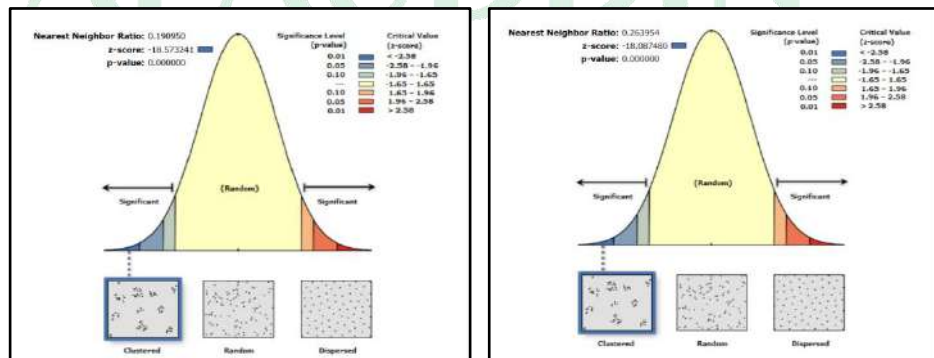 Nearest Neighbor Ratio: 0.190950
z-score: -18.573241
p-value: 0.000000
Significance Level (p-value)
Critical Value (z-score)
0.01 < -2.58
0.05 -2.58 - -1.96
0.10 -1.96 - -1.65
--- -1.65 - 1.65
0.10 1.65 - 1.96
0.05 1.96 - 2.58
0.01 > 2.58
Significant
(Random)
Significant
Clustered
Random
Dispersed
Nearest Neighbor Ratio: 0.263954
z-score: -18.087480
p-value: 0.000000
Significance Level (p-value)
Critical Value (z-score)
0.01 < -2.58
0.05 -2.58 - -1.96
0.10 -1.96 - -1.65
--- -1.65 - 1.65
0.10 1.65 - 1.96
0.05 1.96 - 2.58
0.01 > 2.58
Significant
(Random)
Significant
Clustered
Random
Dispersed